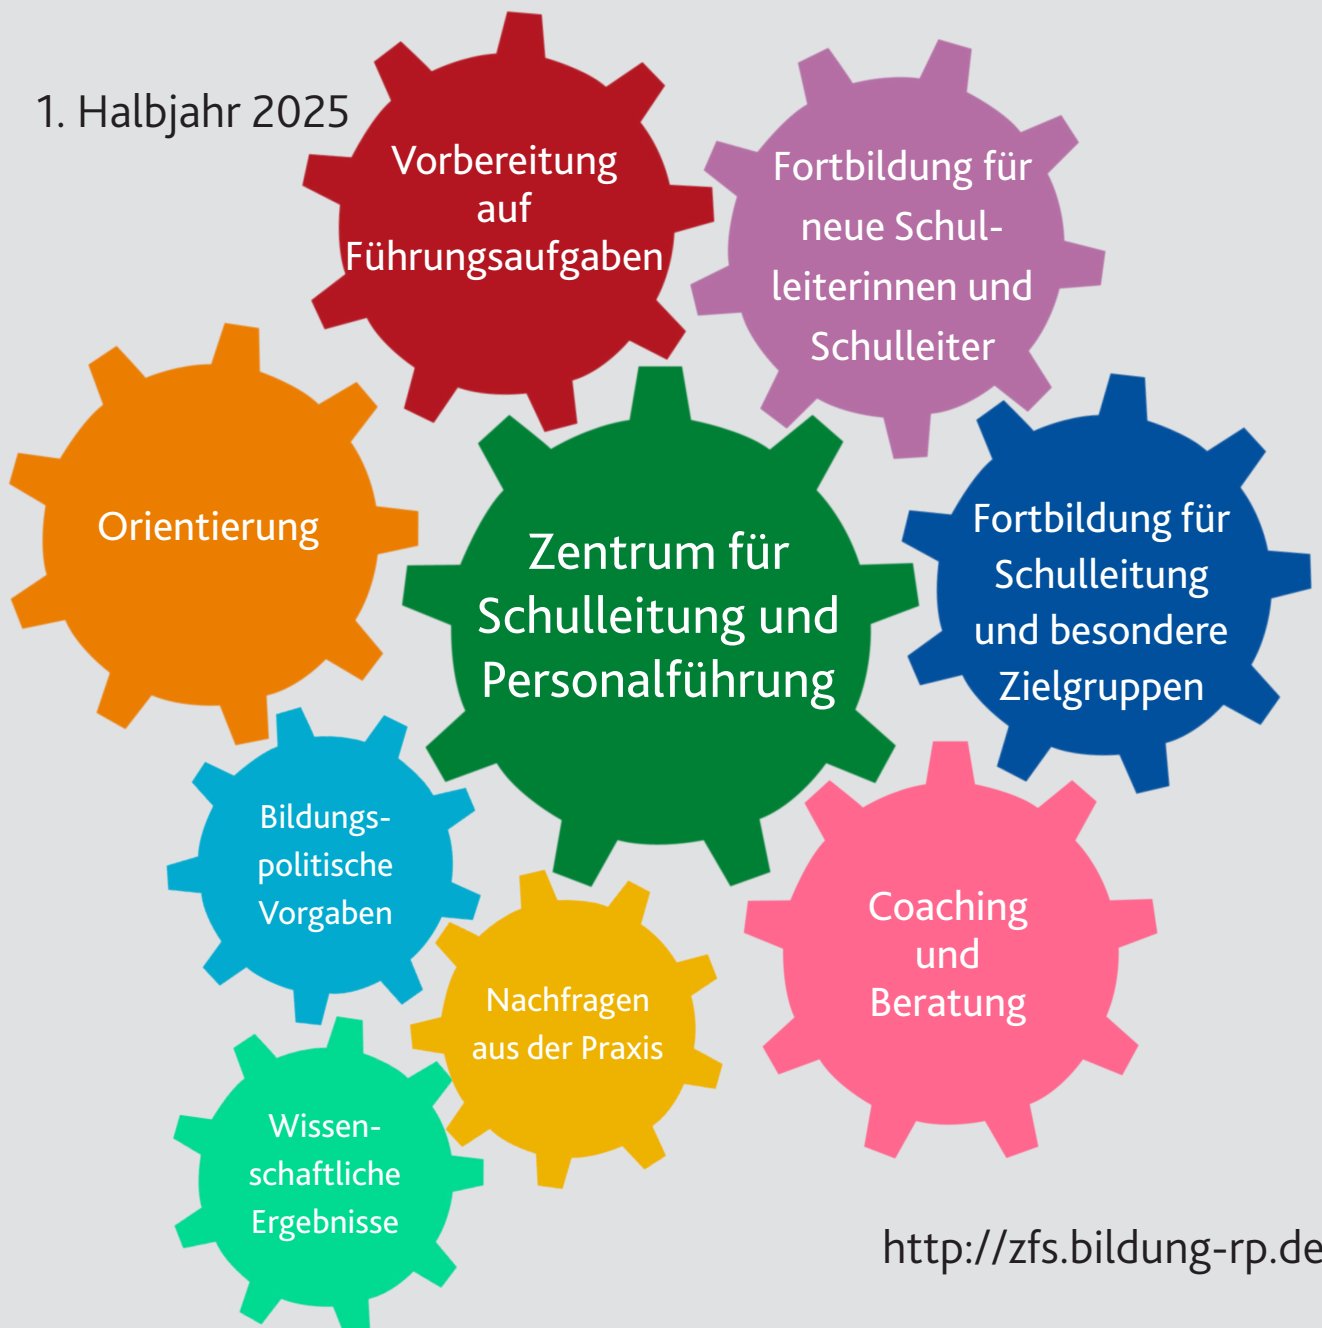 1. Halbjahr 2025
Vorbereitung
auf
Führungsaufgaben
Fortbildung für
neue Schul-
leiterinnen und
Schulleiter
Orientierung
Zentrum für
Schulleitung und
Personalführung
Fortbildung für
Schulleitung
und besondere
Zielgruppen
Bildungs-
politische
Vorgaben
Nachfragen
aus der Praxis
Coaching
und
Beratung
Wissen-
schaftliche
Ergebnisse
http://zfs.bildung-rp.de